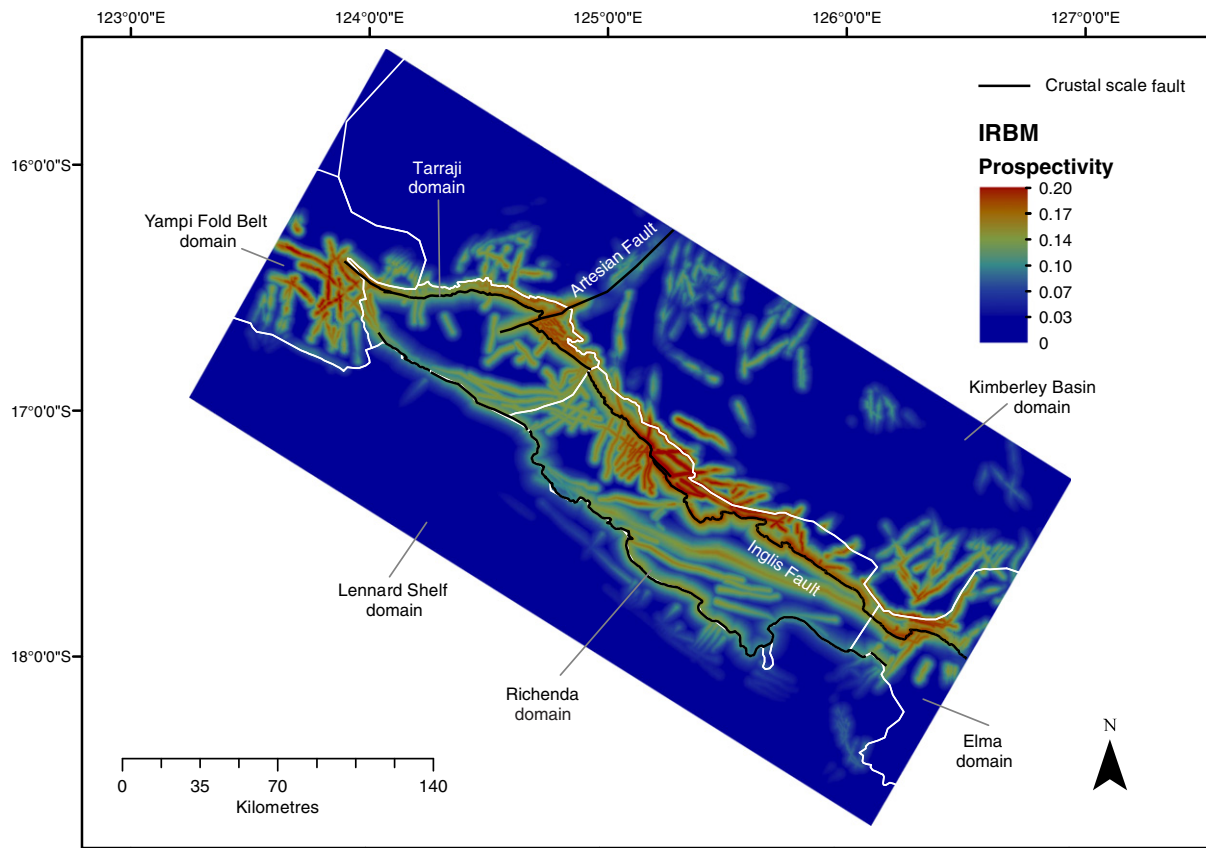 123°0'0"E
124°0'0"E
125°0'0"E
126°0'0"E
127°0'0"E
16°0'0"S
17°0'0"S
18°0'0"S
Crustal scale fault
IRBM
Prospectivity
0.20
0.17
0.14
0.10
0.07
0.03
0
Tarraji
domain
Yampi Fold Belt
domain
Artesian Fault
Kimberley Basin
domain
Inglis Fault
Lennard Shelf
domain
Richenda
domain
Elma
domain
N
0
35
70
140
Kilometres